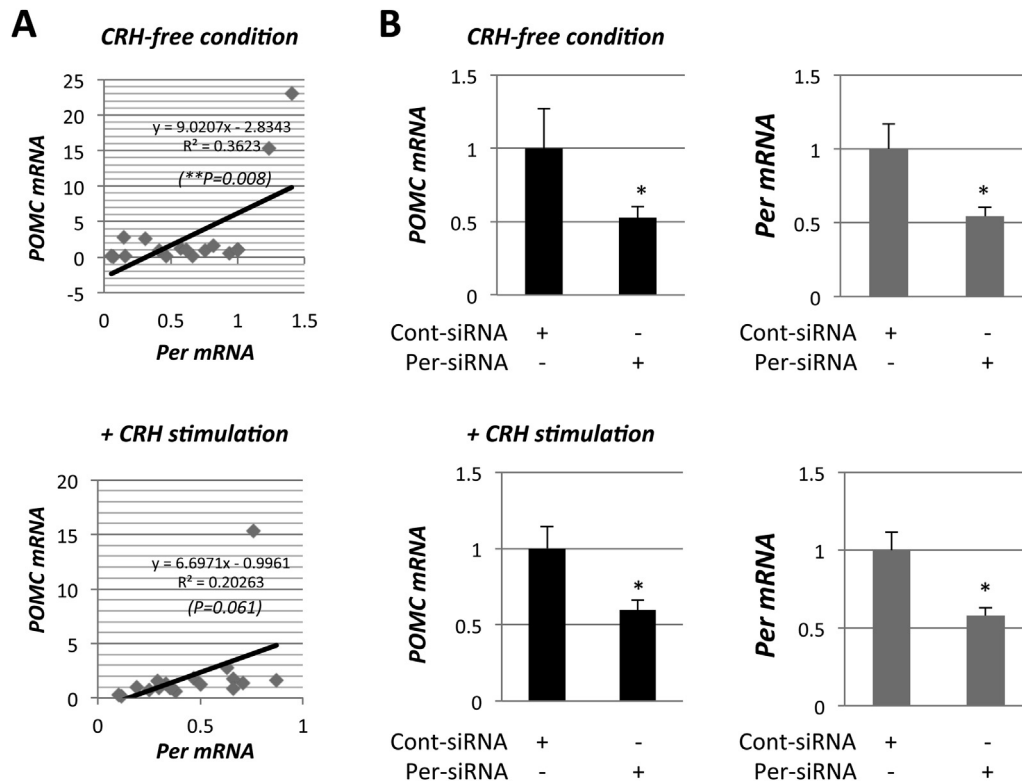 A
CRH-free condition
25
20
15
10
5
0
-5
POMC mRNA
y = 9.0207x - 2.8343
R² = 0.3623
(**P=0.008)
0 0.5 1 1.5
Per mRNA
+ CRH stimulation
20
15
10
5
0
POMC mRNA
y = 6.6971x - 0.9961
R² = 0.20263
(P=0.061)
0 0.5 1
Per mRNA
B
CRH-free condition
1.5
1
0.5
0
POMC mRNA
*
Cont-siRNA + -
Per-siRNA - +
1.5
1
0.5
0
Per mRNA
*
Cont-siRNA + -
Per-siRNA - +
+ CRH stimulation
1.5
1
0.5
0
POMC mRNA
*
Cont-siRNA + -
Per-siRNA - +
1.5
1
0.5
0
Per mRNA
*
Cont-siRNA + -
Per-siRNA - +